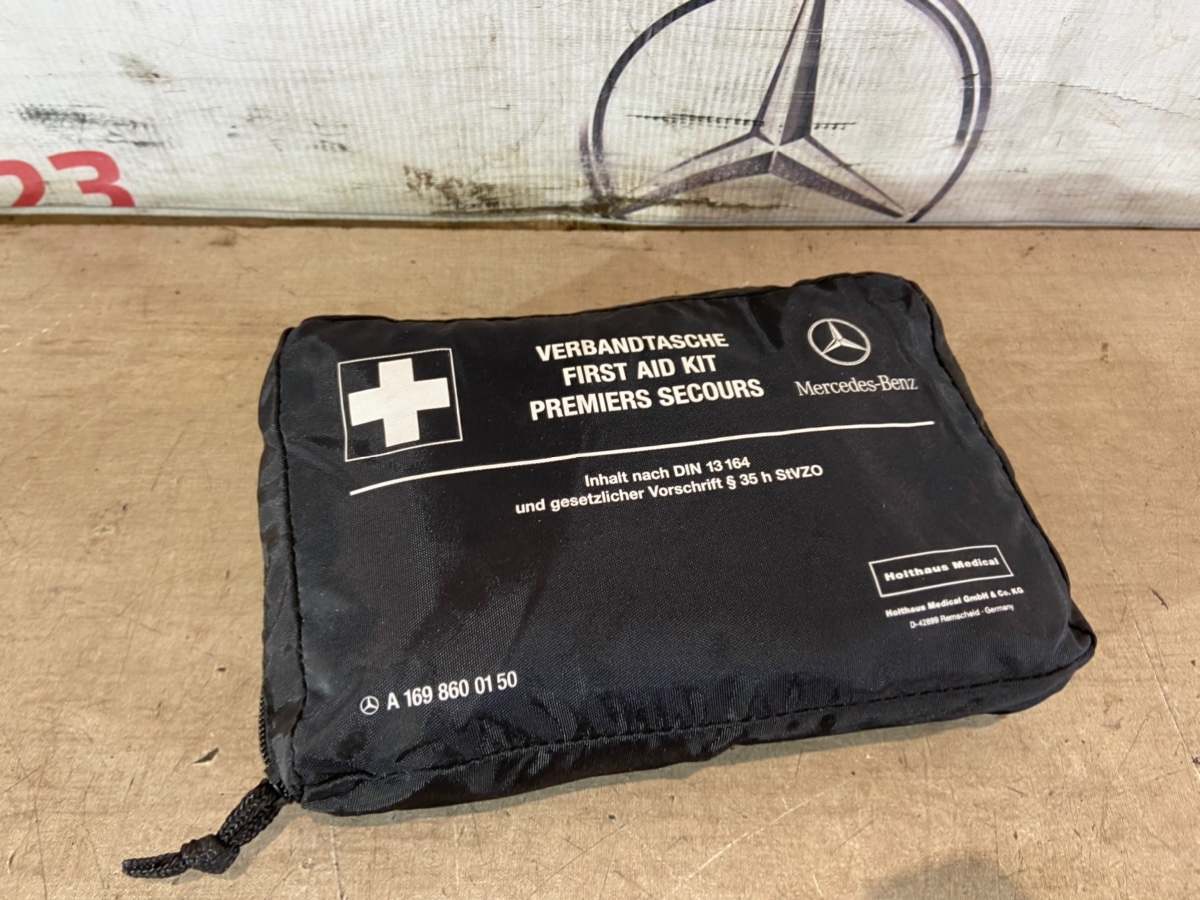 23
VERBANDTASCHE
FIRST AID KIT
PREMIERS SECOURS
Mercedes-Benz
Inhalt nach DIN 13 164
und gesetzlicher Vorschrift § 35 h StVZO
Holthaus Medical
Holthaus Medical GmbH & Co. KG
D-42899 Remscheid - Germany
A 169 860 01 50